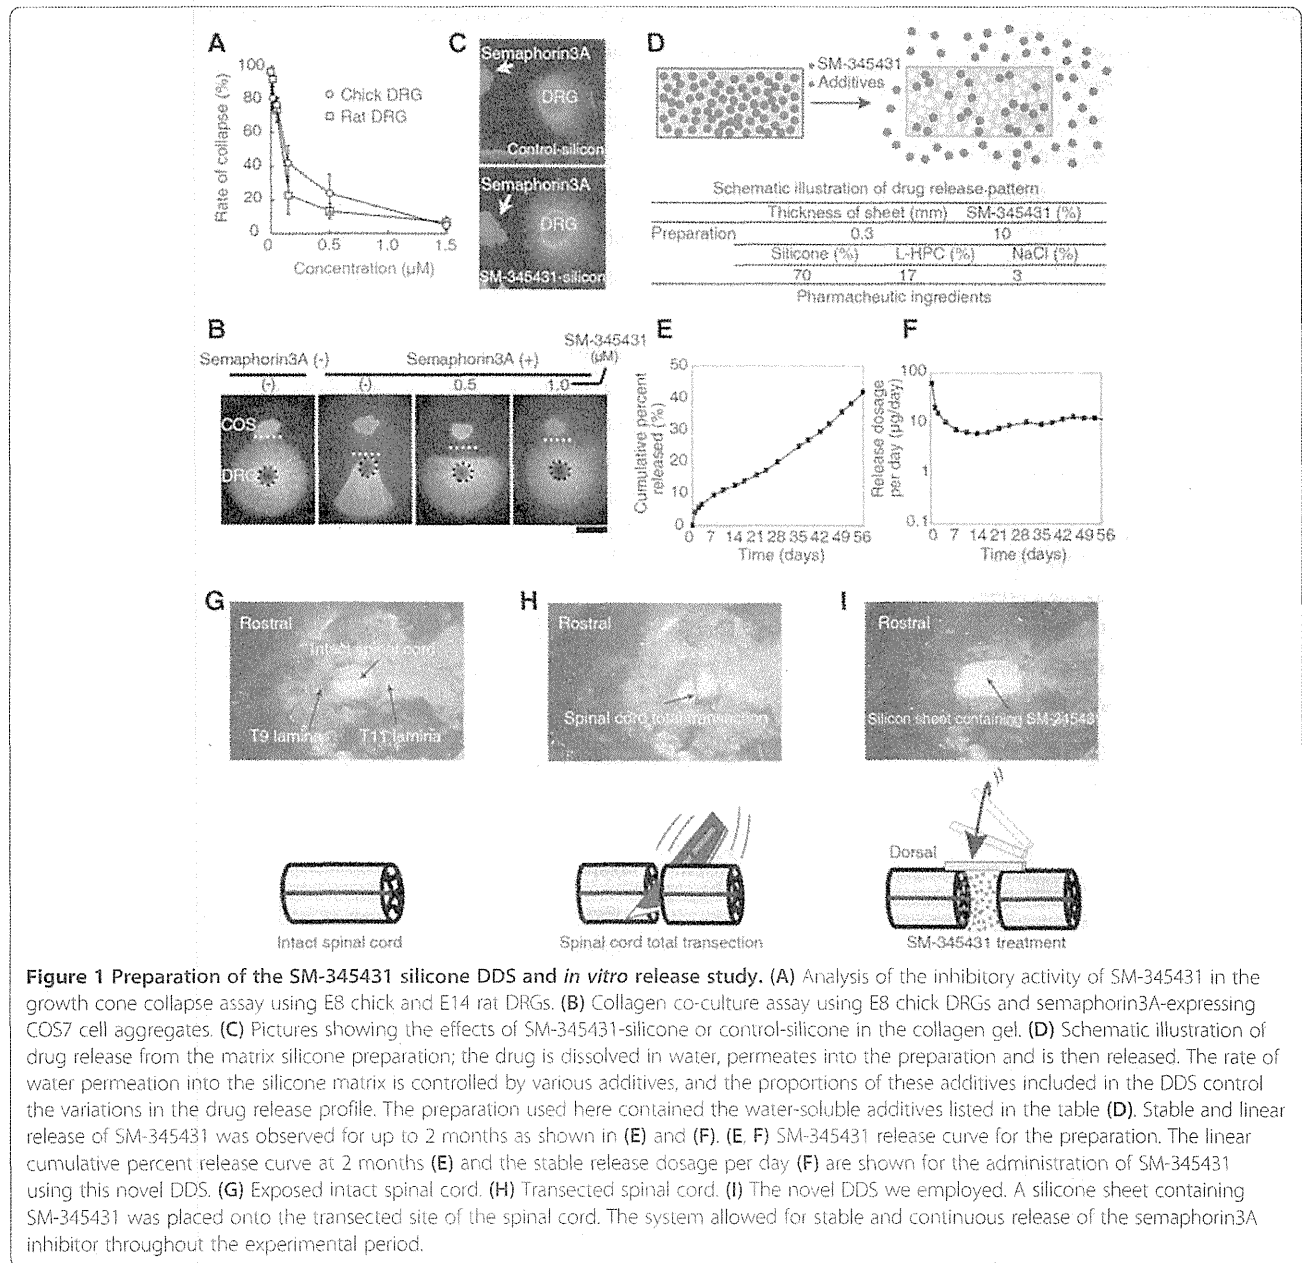 A
Rate of collapse (%)
100
80
60
40
20
0
0 0.5 1.0 1.5
Concentration (µM)
Chick DRG
Rat DRG
C
Semaphorin3A
DRG
Control-silicon
Semaphorin3A
DRG
SM-345431-silicon
D
SM-345431
Additives
Schematic illustration of drug release pattern
Thickness of sheet (mm) SM-345431 (%)
Preparation 0.3 10
Silicone (%) L-HPC (%) NaCl (%)
70 17 3
Pharmacheutic ingredients
B
SM-345431
(µM)
Semaphorin3A (-) Semaphorin3A (+)
(-) (-) 0.5 1.0
COS
DRG
E
Cumulative percent
released (%)
50
40
30
20
10
0
0 7 14 21 28 35 42 49 56
Time (days)
F
Release dosage
per day (µg/day)
100
10
1
0.1
0 7 14 21 28 35 42 49 56
Time (days)
G
Rostral
Intact spinal cord
T9 lamina T11 lamina
Intact spinal cord
H
Rostral
Spinal cord total transection
Spinal cord total transection
I
Rostral
Silicon sheet containing SM-345431
Dorsal
SM-345431 treatment
Figure 1 Preparation of the SM-345431 silicone DDS and in vitro release study. (A) Analysis of the inhibitory activity of SM-345431 in the
growth cone collapse assay using E8 chick and E14 rat DRGs. (B) Collagen co-culture assay using E8 chick DRGs and semaphorin3A-expressing
COS7 cell aggregates. (C) Pictures showing the effects of SM-345431-silicone or control-silicone in the collagen gel. (D) Schematic illustration of
drug release from the matrix silicone preparation; the drug is dissolved in water, permeates into the preparation and is then released. The rate of
water permeation into the silicone matrix is controlled by various additives, and the proportions of these additives included in the DDS control
the variations in the drug release profile. The preparation used here contained the water-soluble additives listed in the table (D). Stable and linear
release of SM-345431 was observed for up to 2 months as shown in (E) and (F). (E, F) SM-345431 release curve for the preparation. The linear
cumulative percent release curve at 2 months (E) and the stable release dosage per day (F) are shown for the administration of SM-345431
using this novel DDS. (G) Exposed intact spinal cord. (H) Transected spinal cord. (I) The novel DDS we employed. A silicone sheet containing
SM-345431 was placed onto the transected site of the spinal cord. The system allowed for stable and continuous release of the semaphorin3A
inhibitor throughout the experimental period.